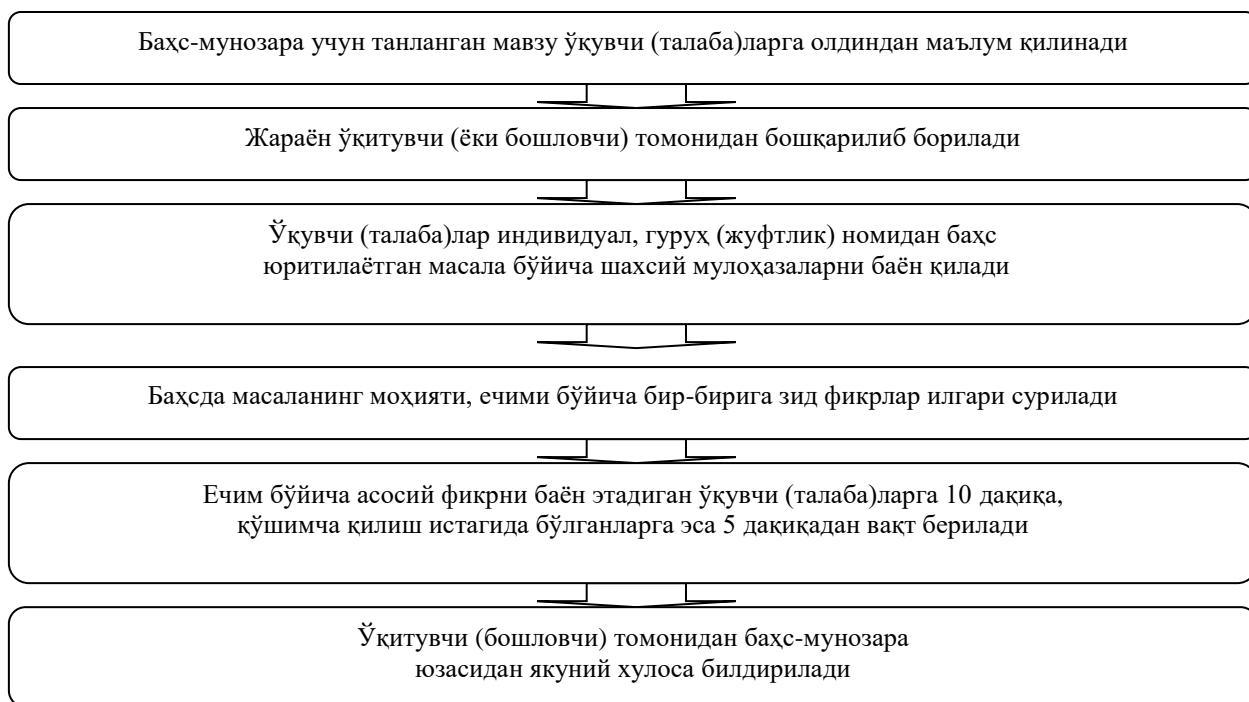 Баҳс-мунозара учун танланган мавзу ўқувчи (талаба)ларга олдиндан маълум қилинади
Жараён ўқитувчи (ёки бошловчи) томонидан бошқарилиб борилади
Ўқувчи (талаба)лар индивидуал, гуруҳ (жуфтлик) номидан баҳс
юритилаётган масала бўйича шахсий мулоҳазаларни баён қилади
Баҳсда масаланинг моҳияти, ечими бўйича бир-бирига зид фикрлар илгари сурилади
Ечим бўйича асосий фикрни баён этадиган ўқувчи (талаба)ларга 10 дақиқа,
қўшимча қилиш истагида бўлганларга эса 5 дақиқадан вақт берилади
Ўқитувчи (бошловчи) томонидан баҳс-мунозара
юзасидан якуний хулоса билдирилади